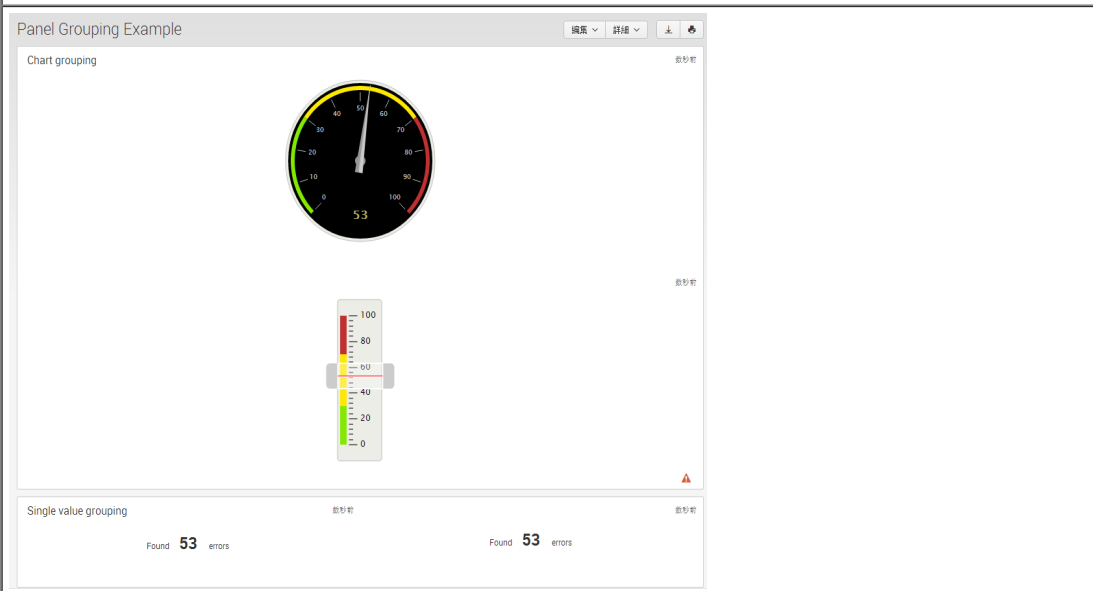 Panel Grouping Example
編集 詳細
Chart grouping
数秒前
50
40 60
30 70
20 80
10 90
0 100
53
数秒前
100
80
60
40
20
0
Single value grouping
数秒前
数秒前
Found 53 errors
Found 53 errors